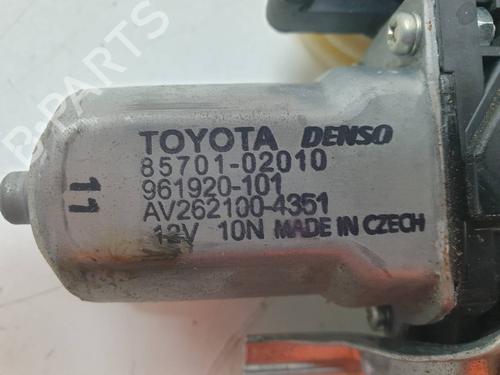 TOYOTA DENSO
85701-02010
961920-101
AV262100-4351
12V 10N MADE IN CZECH
11
B-PARTS